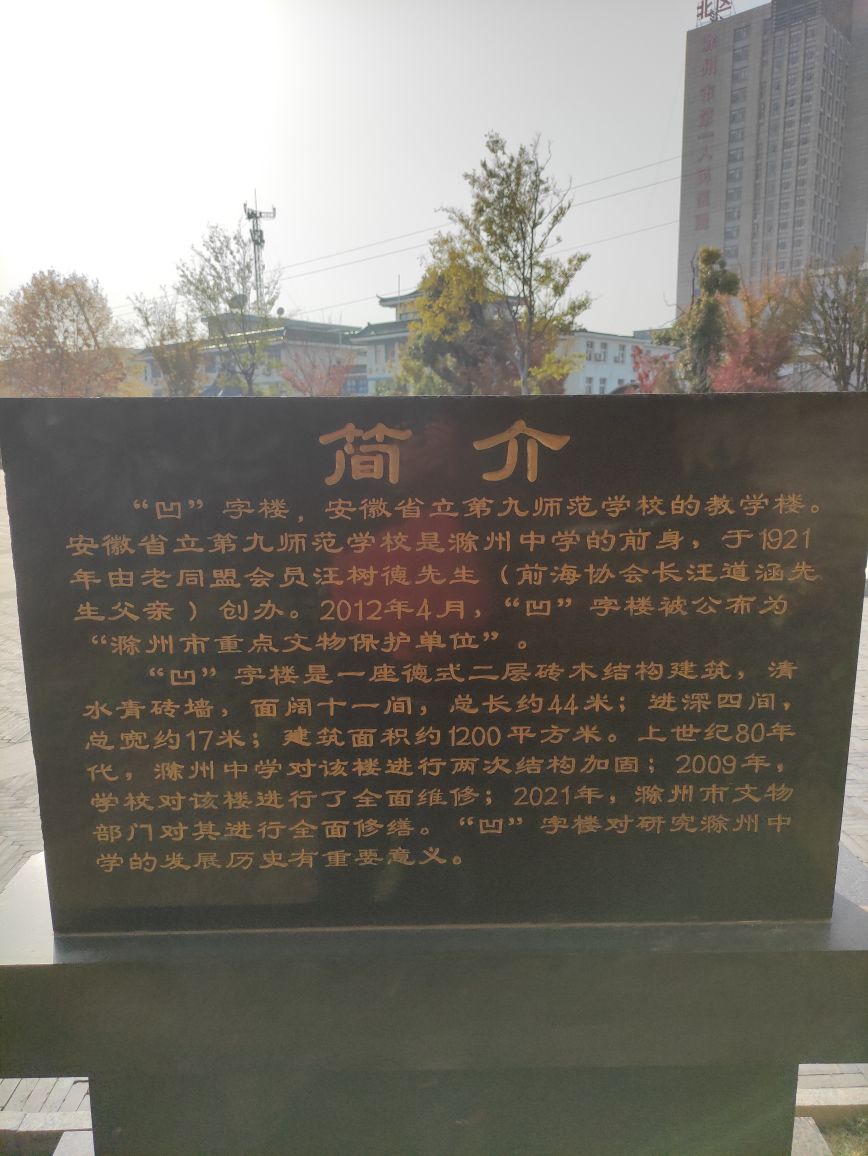 北区
滁州市第一人民医院
简介
“凹”字楼，安徽省立第九师范学校的教学楼。
安徽省立第九师范学校是滁州中学的前身，于1921
年由老同盟会员汪树德先生（前海协会长汪道涵先
生父亲）创办。2012年4月，“凹”字楼被公布为
“滁州市重点文物保护单位”。
“凹”字楼是一座德式二层砖木结构建筑，清
水青砖墙，面阔十一间，总长约44米；进深四间，
总宽约17米；建筑面积约1200平方米。上世纪80年
代，滁州中学对该楼进行两次结构加固；2009年，
学校对该楼进行了全面维修；2021年，滁州市文物
部门对其进行全面修缮。“凹”字楼对研究滁州中
学的发展历史有重要意义。